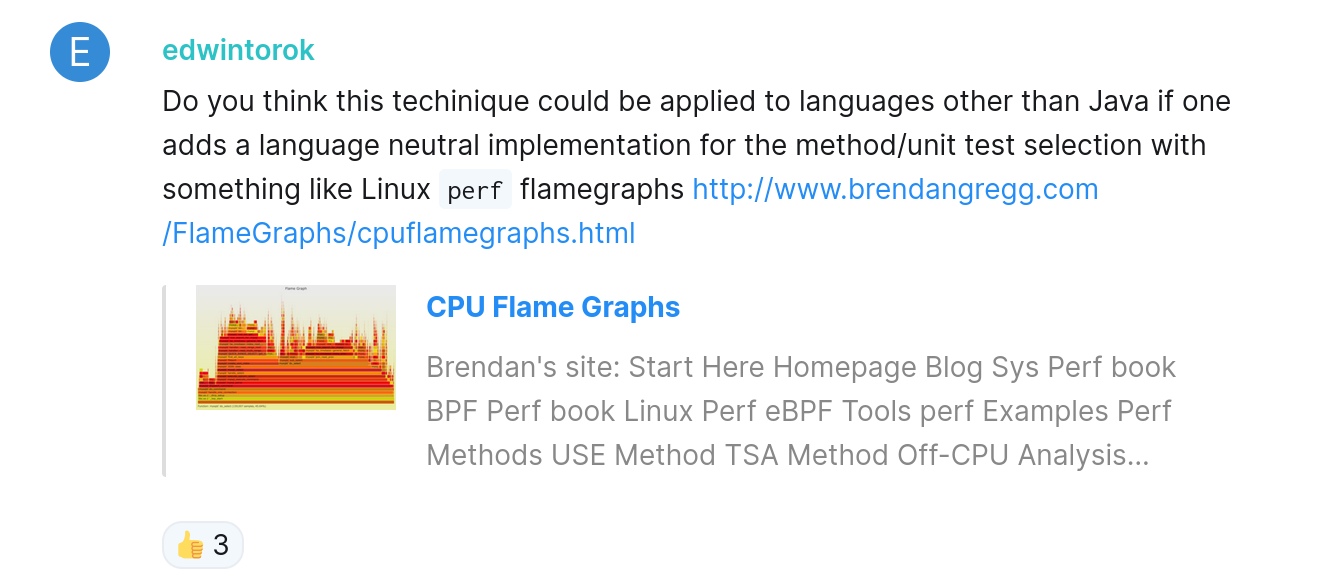 E
edwintorok
Do you think this techinique could be applied to languages other than Java if one
adds a language neutral implementation for the method/unit test selection with
something like Linux perf flamegraphs http://www.brendangregg.com
/FlameGraphs/cpuflamegraphs.html
Flame Graph
CPU Flame Graphs
Brendan's site: Start Here Homepage Blog Sys Perf book
BPF Perf book Linux Perf eBPF Tools perf Examples Perf
Methods USE Method TSA Method Off-CPU Analysis...
👍 3